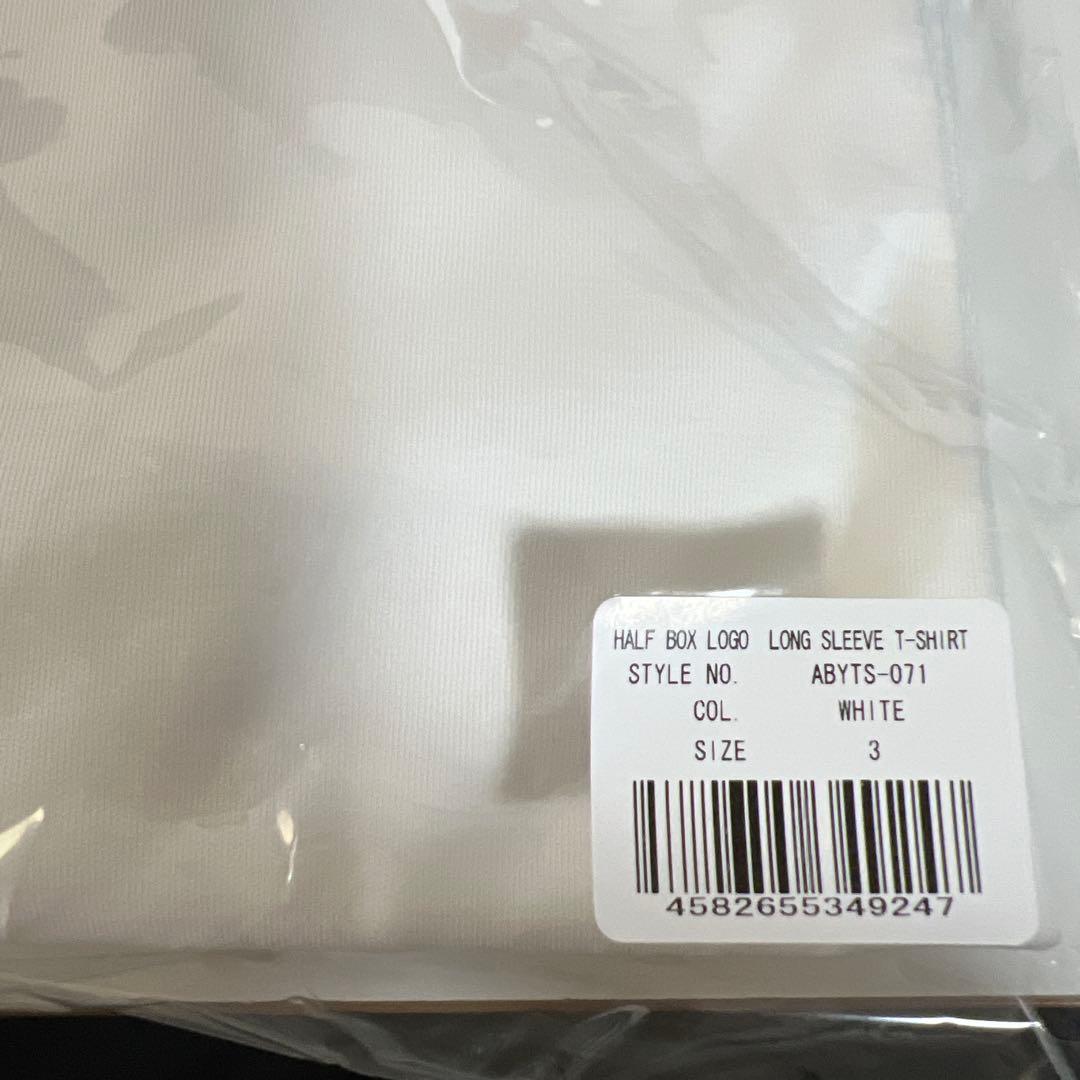 HALF BOX LOGO LONG SLEEVE T-SHIRT
STYLE NO. ABYTS-071
COL. WHITE
SIZE 3
4582655349247